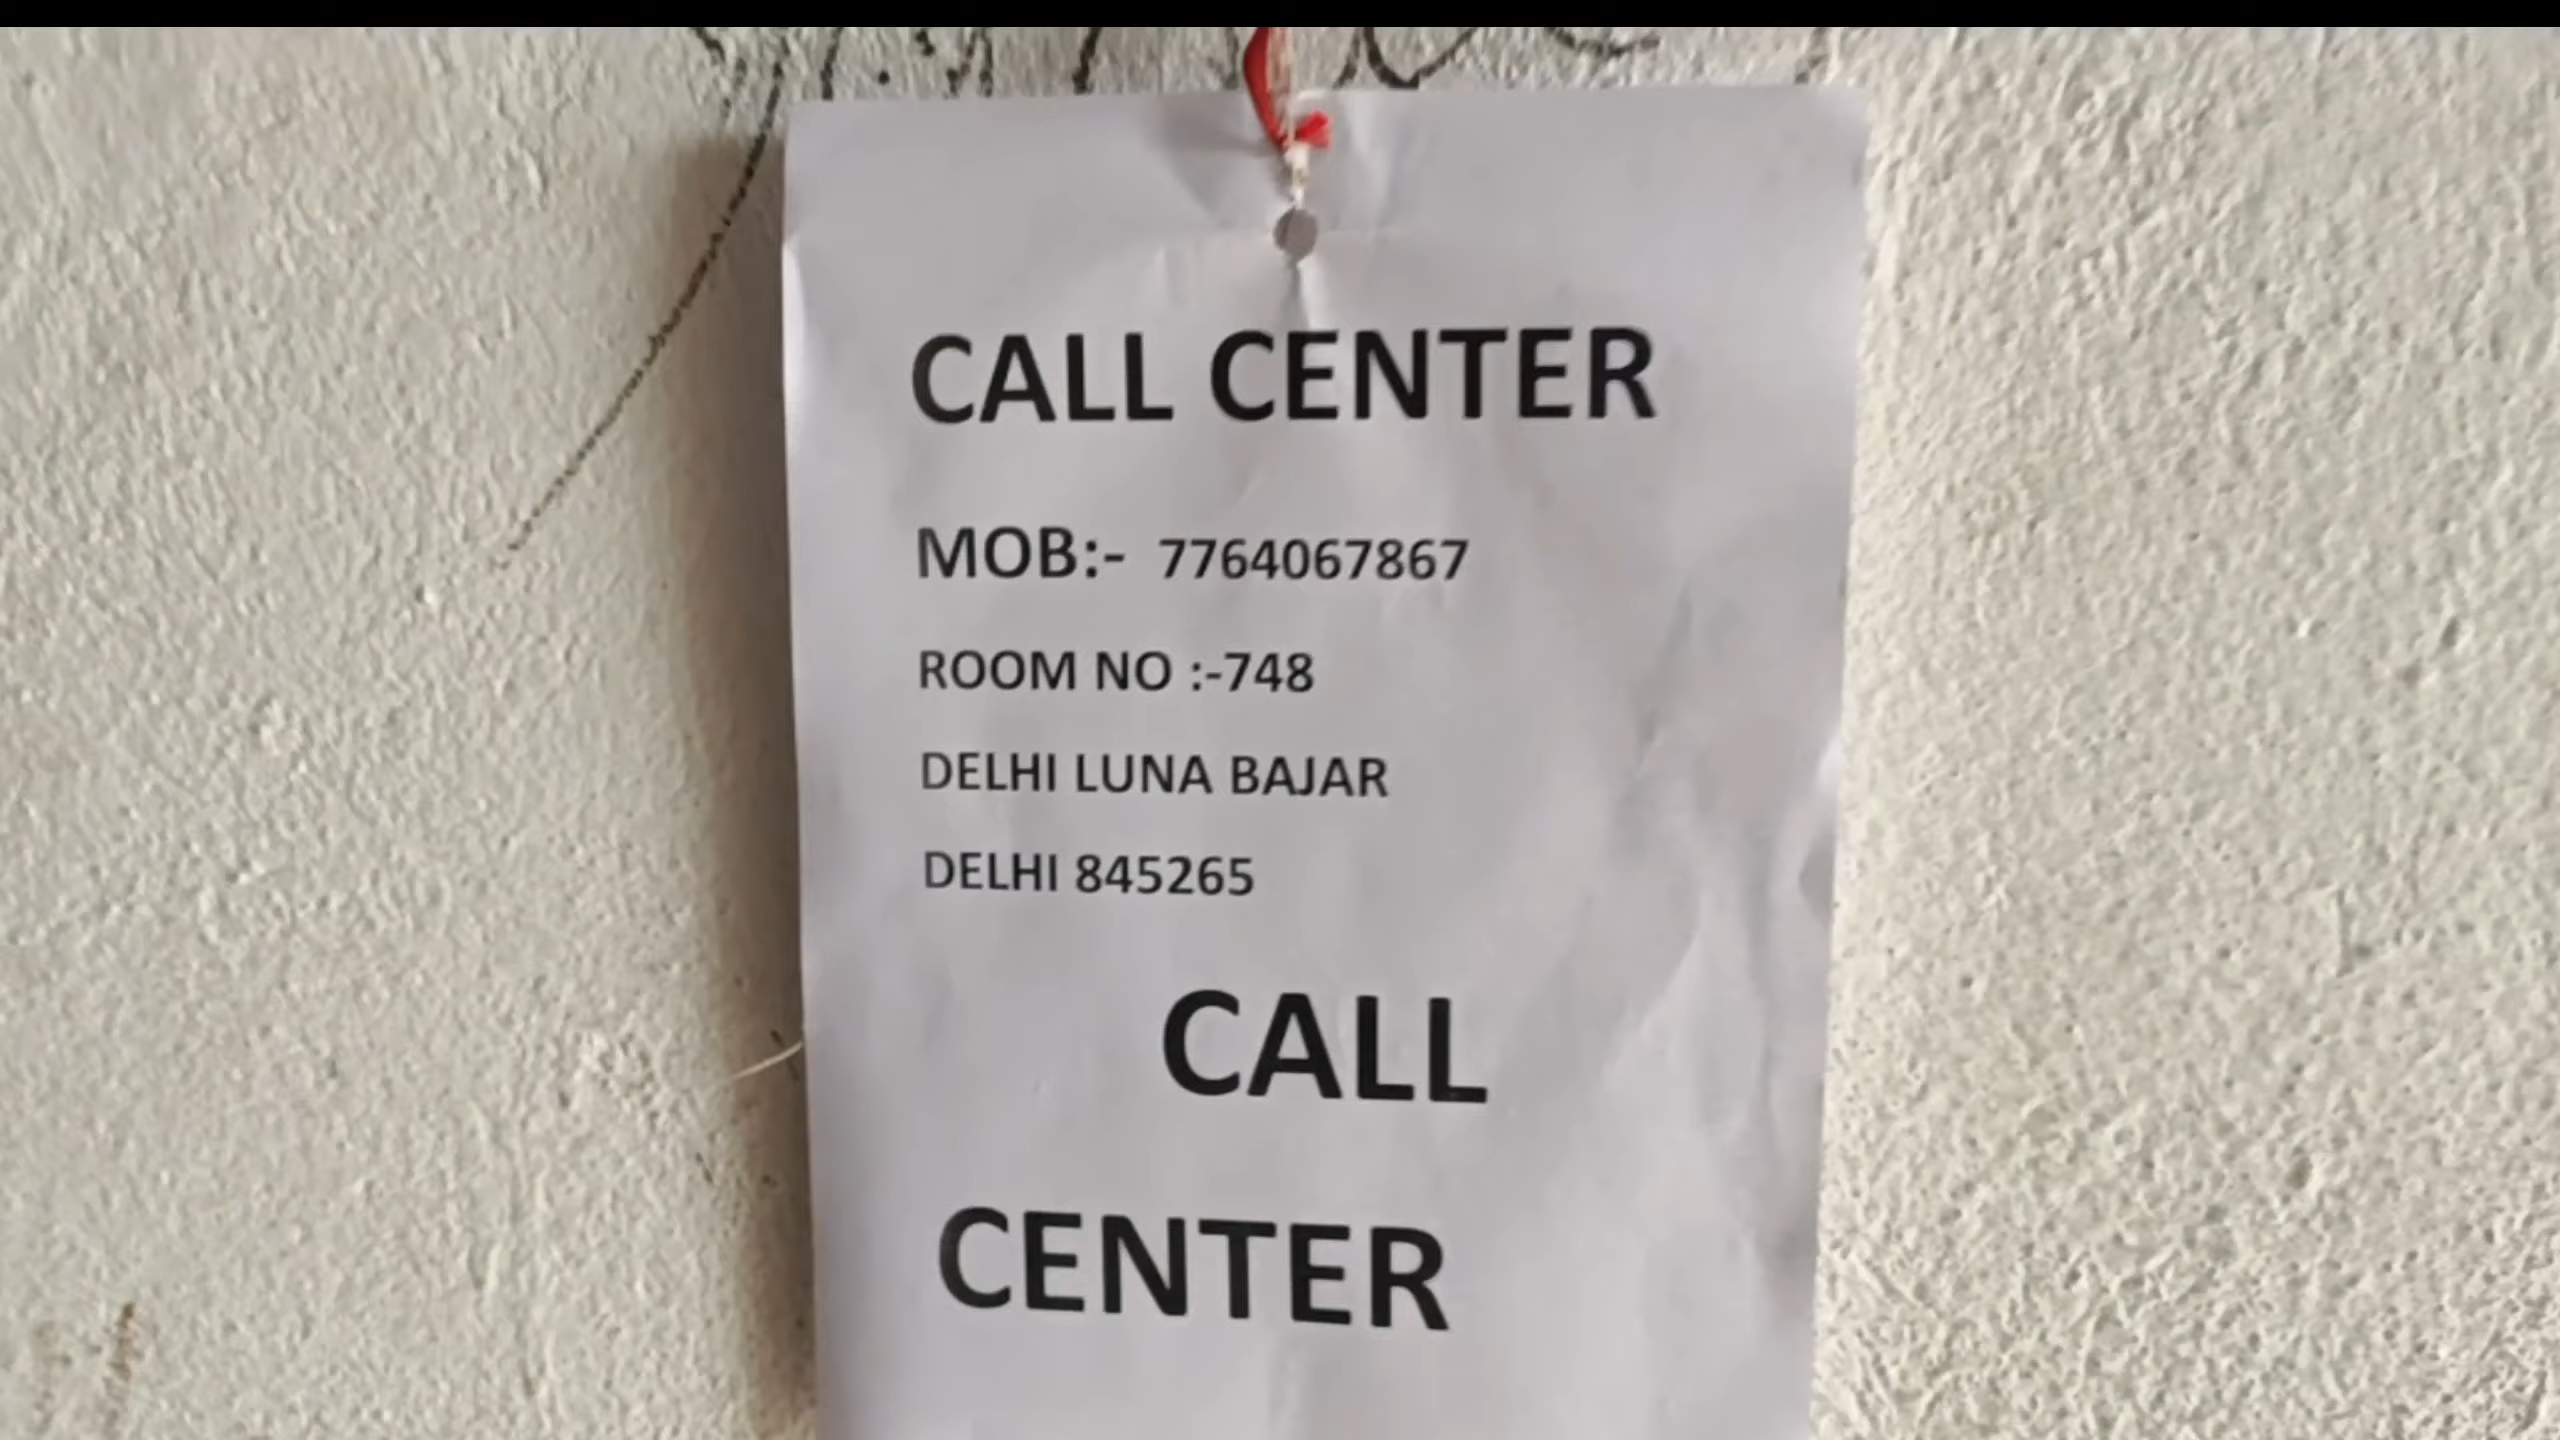 CALL CENTER
MOB:- 7764067867
ROOM NO :-748
DELHI LUNA BAJAR
DELHI 845265
CALL
CENTER